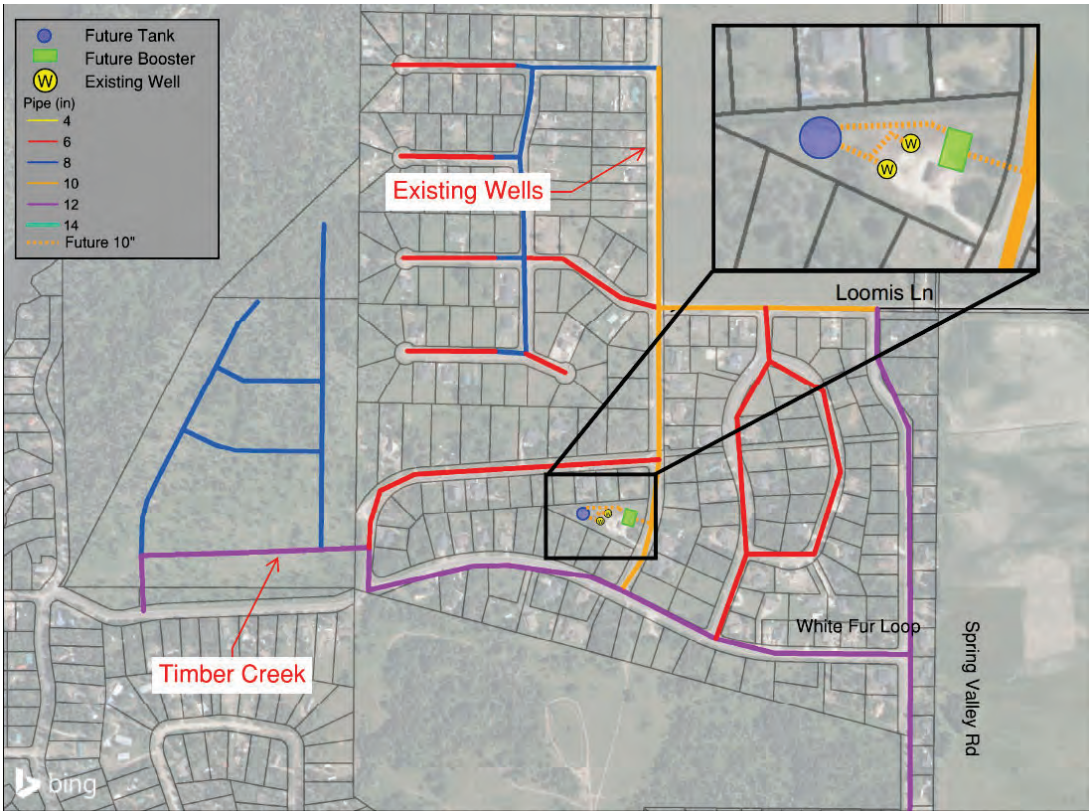 Future Tank
Future Booster
W Existing Well
Pipe (in)
4
6
8
10
12
14
Future 10"
Existing Wells
W
W
Loomis Ln
W
W
White Fur Loop
Spring Valley Rd
Timber Creek
bing